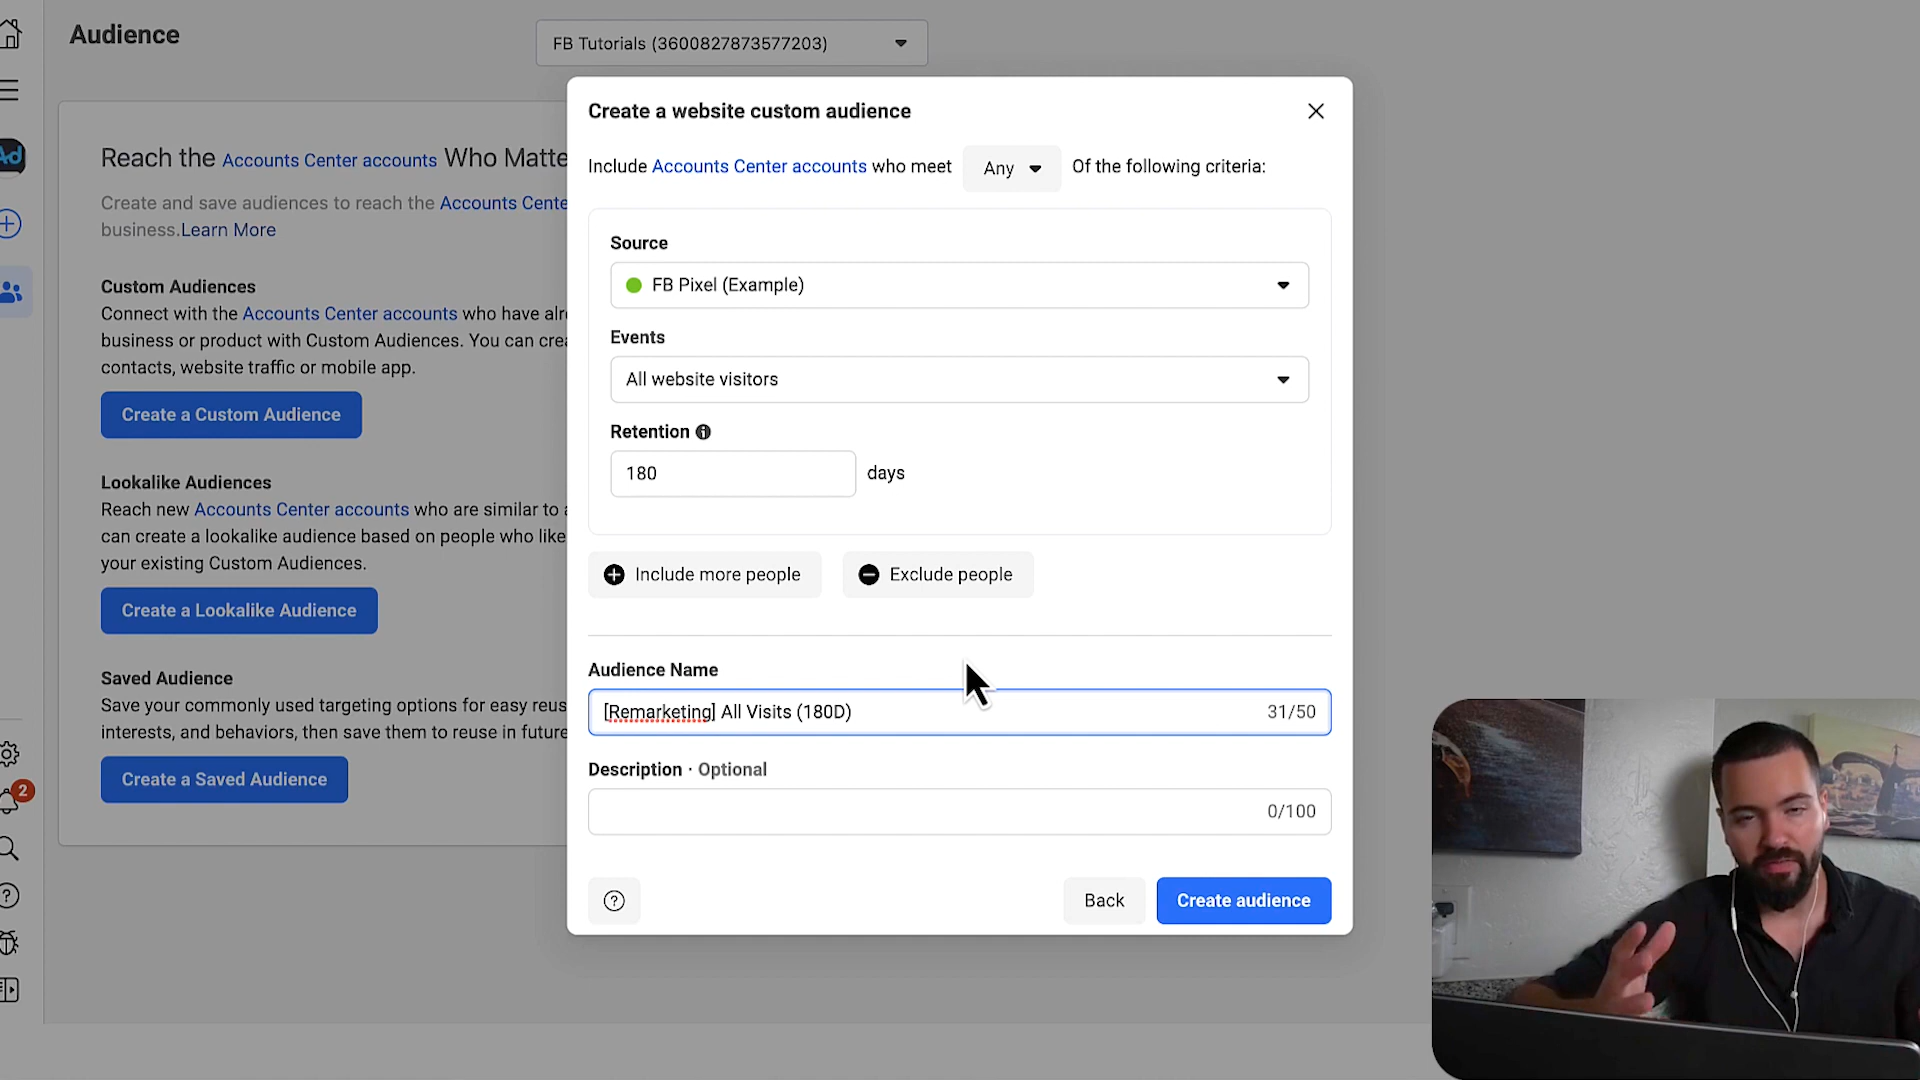 Audience
FB Tutorials (3600827873577203)
Ad
Reach the Accounts Center accounts Who Matte
Create and save audiences to reach the Accounts Cente
business.Learn More
Custom Audiences
Connect with the Accounts Center accounts who have alr
business or product with Custom Audiences. You can crea
contacts, website traffic or mobile app.
Create a Custom Audience
Lookalike Audiences
Reach new Accounts Center accounts who are similar to a
can create a lookalike audience based on people who like
your existing Custom Audiences.
Create a Lookalike Audience
Saved Audience
Save your commonly used targeting options for easy reus
interests, and behaviors, then save them to reuse in future
Create a Saved Audience
2
Create a website custom audience
Include Accounts Center accounts who meet Any Of the following criteria:
Source
FB Pixel (Example)
Events
All website visitors
Retention
180 days
Include more people Exclude people
Audience Name
[Remarketing] All Visits (180D) 31/50
Description · Optional
0/100
Back Create audience